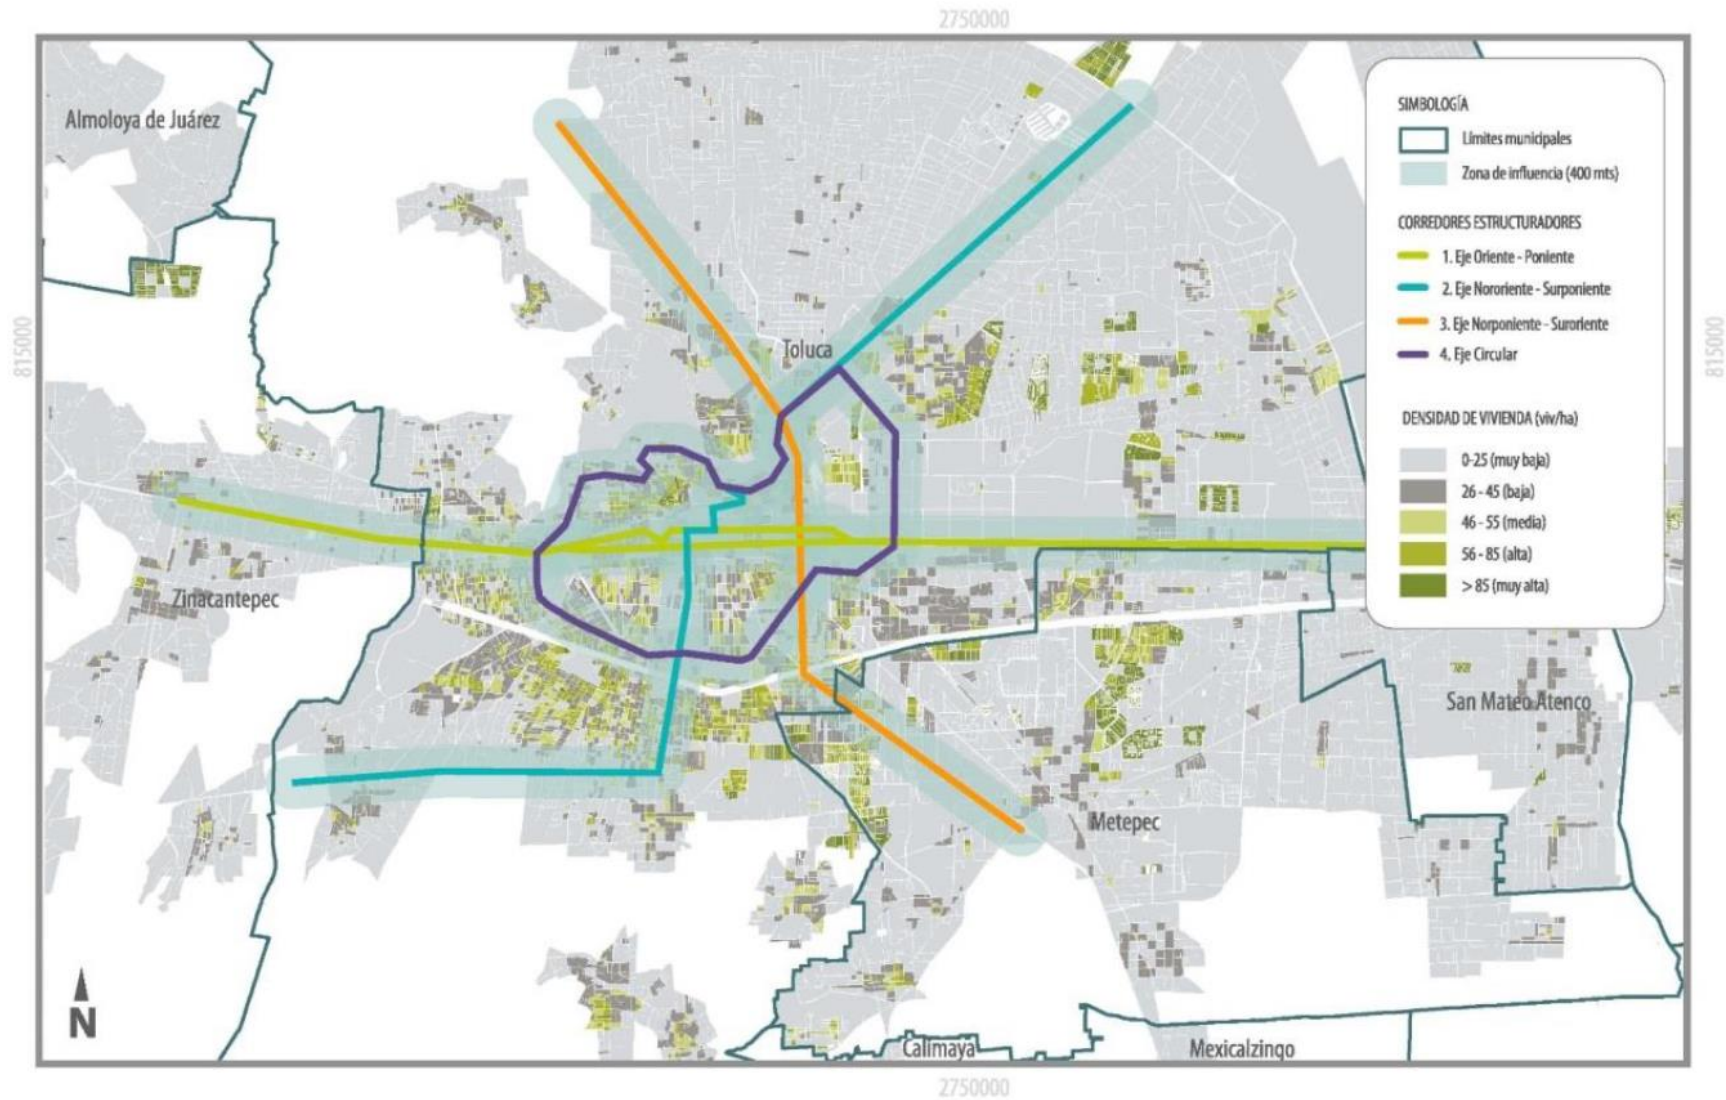 2750000
Almoloya de Juárez
815000
Toluca
Zinacantepec
San Mateo Atenco
Metepec
Calimaya
Mexicalzingo
N
2750000
815000
SIMBOLOGÍA
Límites municipales
Zona de influencia (400 mts)
CORREDORES ESTRUCTURADORES
1. Eje Oriente - Poniente
2. Eje Nororiente - Surponiente
3. Eje Norponiente - Suroriente
4. Eje Circular
DENSIDAD DE VIVIENDA (viv/ha)
0-25 (muy baja)
26 - 45 (baja)
46 - 55 (media)
56 - 85 (alta)
> 85 (muy alta)